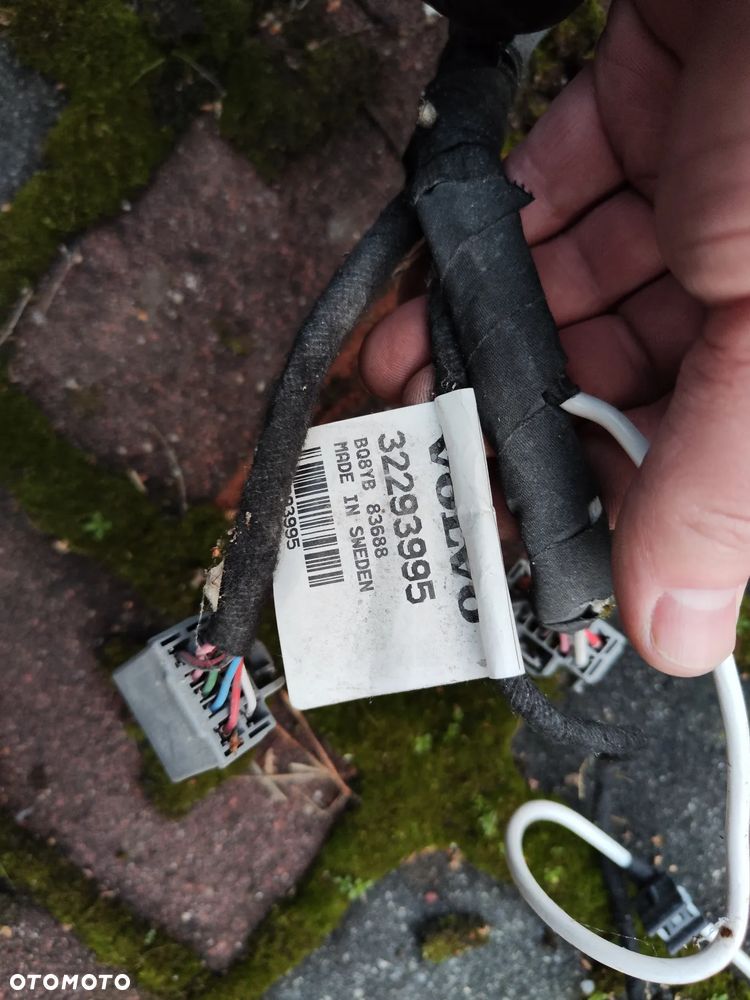 VOLVO
32293995
BQ8YB 83688
MADE IN SWEDEN
93995
OTOMOTO